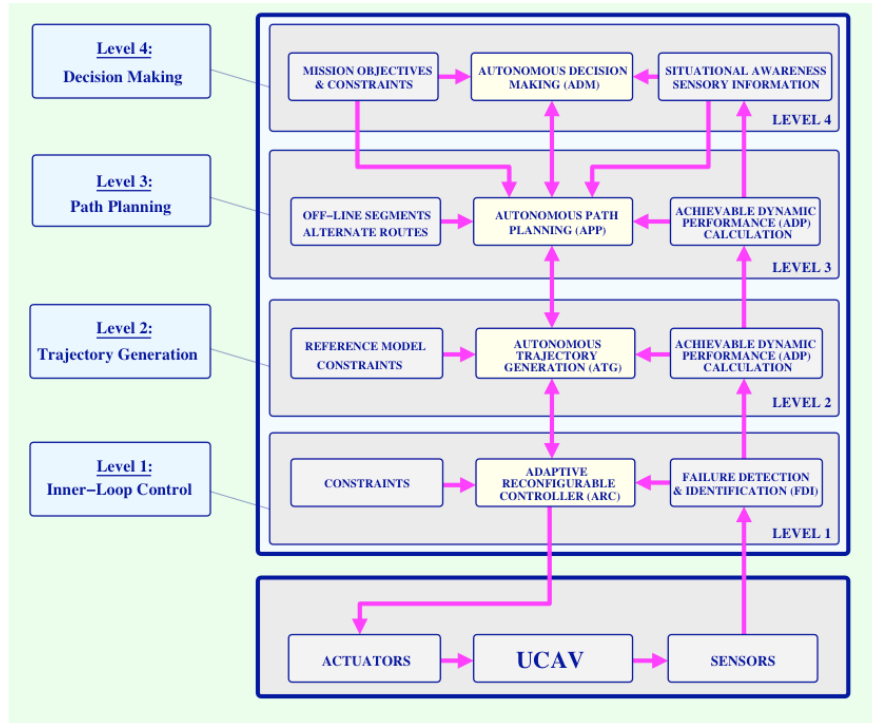 Level 4:
Decision Making
MISSION OBJECTIVES
& CONSTRAINTS
AUTONOMOUS DECISION
MAKING (ADM)
SITUATIONAL AWARENESS
SENSORY INFORMATION
LEVEL 4
Level 3:
Path Planning
OFF−LINE SEGMENTS
ALTERNATE ROUTES
AUTONOMOUS PATH
PLANNING (APP)
ACHIEVABLE DYNAMIC
PERFORMANCE (ADP)
CALCULATION
LEVEL 3
Level 2:
Trajectory Generation
REFERENCE MODEL
CONSTRAINTS
AUTONOMOUS
TRAJECTORY
GENERATION (ATG)
ACHIEVABLE DYNAMIC
PERFORMANCE (ADP)
CALCULATION
LEVEL 2
Level 1:
Inner−Loop Control
CONSTRAINTS
ADAPTIVE
RECONFIGURABLE
CONTROLLER (ARC)
FAILURE DETECTION
& IDENTIFICATION (FDI)
LEVEL 1
ACTUATORS
UCAV
SENSORS